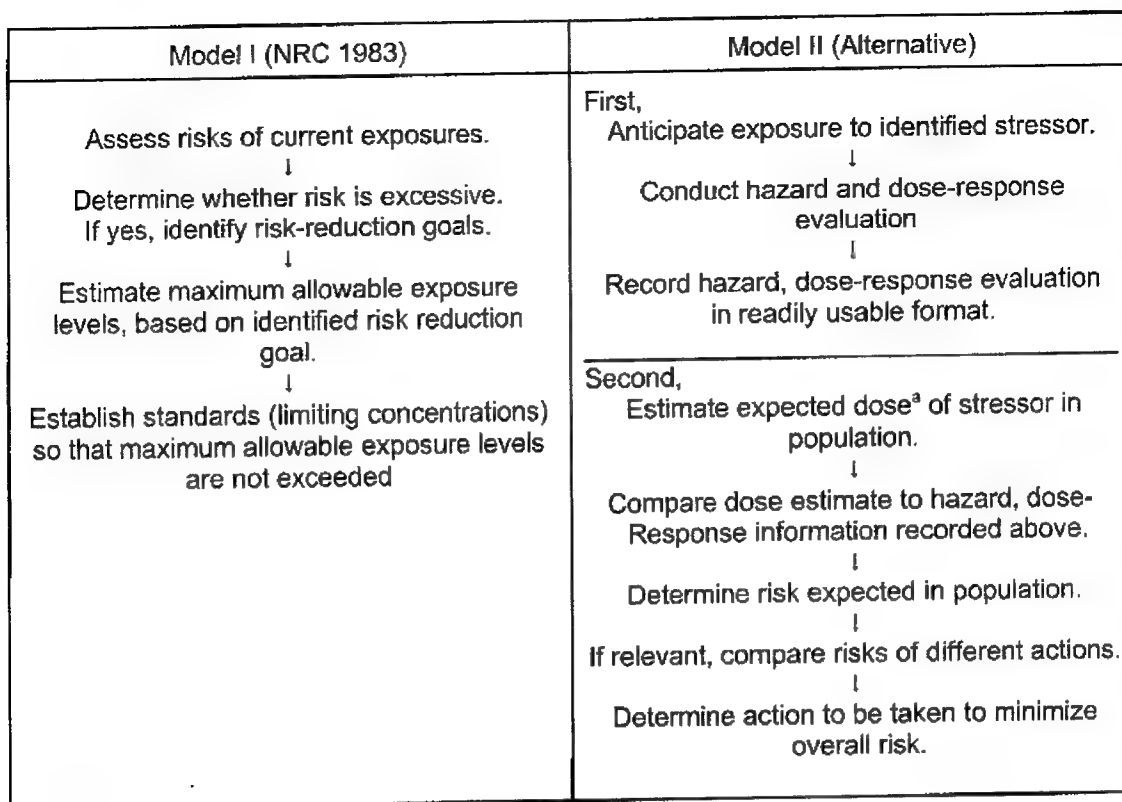 Model I (NRC 1983)
Assess risks of current exposures.
↓
Determine whether risk is excessive.
If yes, identify risk-reduction goals.
↓
Estimate maximum allowable exposure
levels, based on identified risk reduction
goal.
↓
Establish standards (limiting concentrations)
so that maximum allowable exposure levels
are not exceeded
Model II (Alternative)
First,
Anticipate exposure to identified stressor.
↓
Conduct hazard and dose-response
evaluation
↓
Record hazard, dose-response evaluation
in readily usable format.
Second,
Estimate expected doseª of stressor in
population.
↓
Compare dose estimate to hazard, dose-
Response information recorded above.
↓
Determine risk expected in population.
↓
If relevant, compare risks of different actions.
↓
Determine action to be taken to minimize
overall risk.